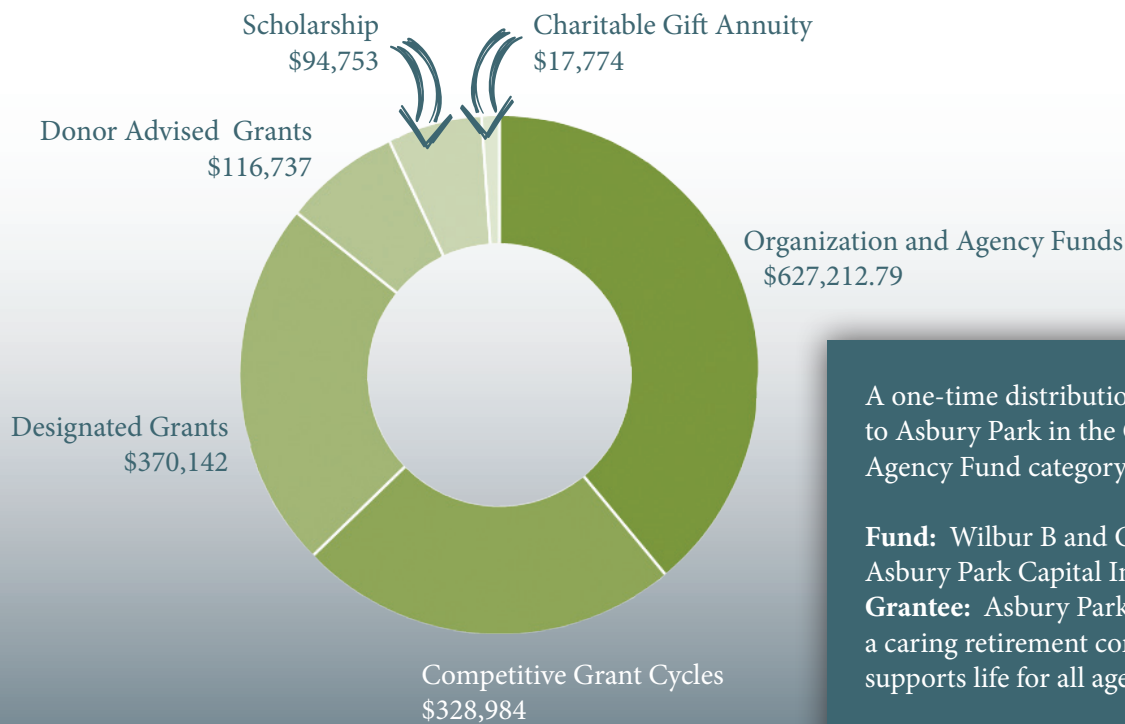 Scholarship
$94,753
Charitable Gift Annuity
$17,774
Donor Advised Grants
$116,737
Organization and Agency Funds
$627,212.79
Designated Grants
$370,142
Competitive Grant Cycles
$328,984
A one-time distributio
to Asbury Park in the
Agency Fund category
Fund: Wilbur B and
Asbury Park Capital
Grantee: Asbury Park
a caring retirement
supports life for all